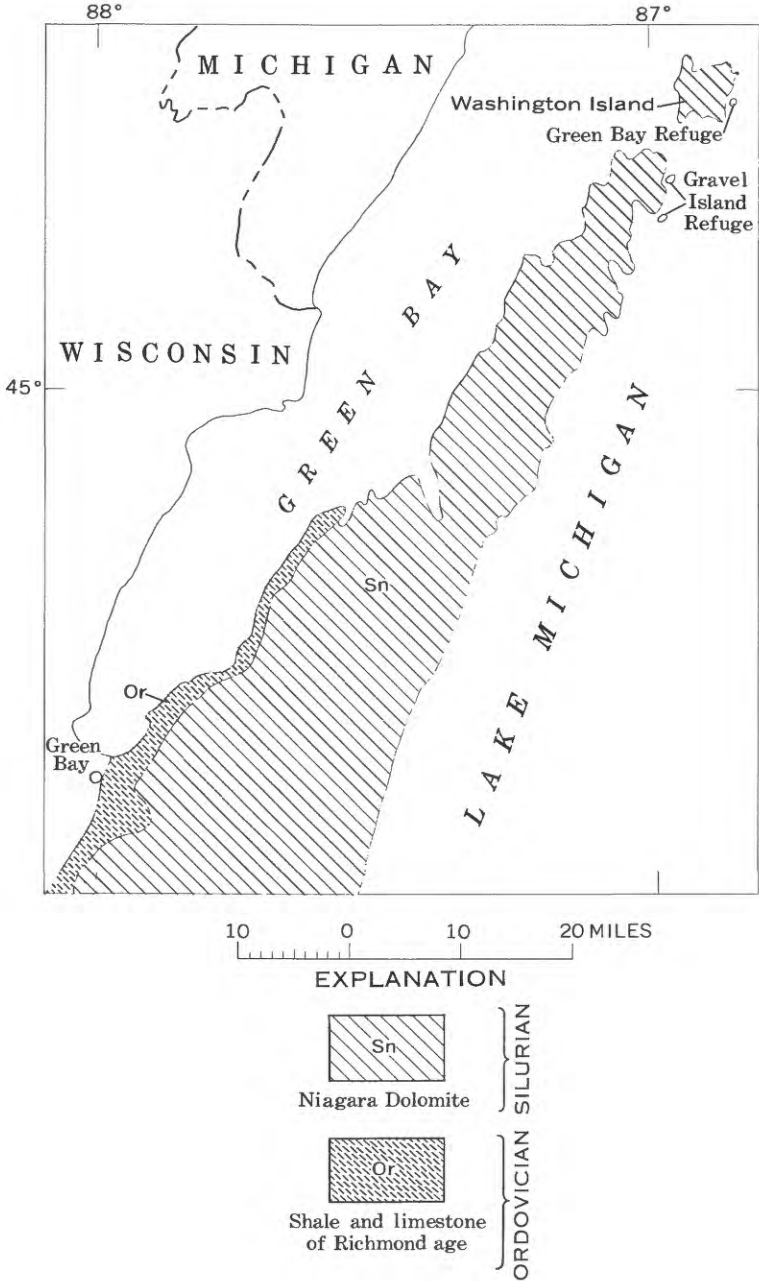 88°
87°
MICHIGAN
Washington Island
Green Bay Refuge
Gravel
Island
Refuge
WISCONSIN
45°
GREEN BAY
LAKE MICHIGAN
Sn
Or
Green
Bay
10 0 10 20 MILES
EXPLANATION
Sn
Niagara Dolomite
SILURIAN
Or
Shale and limestone
of Richmond age
ORDOVICIAN